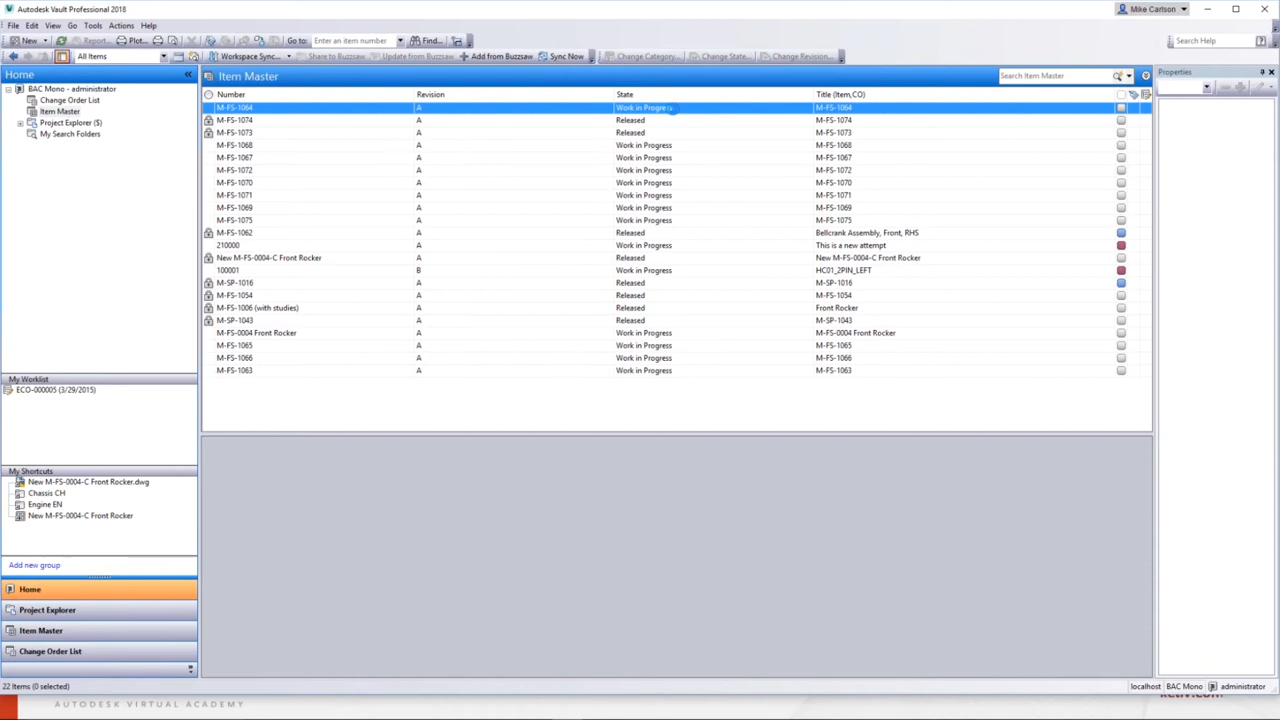 Autodesk Vault Professional 2018
Mike Carlson
File Edit View Go Tools Actions Help
New Report... Plot... Go to: Enter an item number Find... Search Help
All Items Workspace Sync... Share to Buzzsaw Update from Buzzsaw Add from Buzzsaw Sync Now Change Category... Change State... Change Revision...
Home
Item Master
Search Item Master
Properties
BAC Mono - administrator
Change Order List
Item Master
Project Explorer ($)
My Search Folders
Number Revision State Title (Item,CO)
M-FS-1064 A Work in Progress M-FS-1064
M-FS-1074 A Released M-FS-1074
M-FS-1073 A Released M-FS-1073
M-FS-1068 A Work in Progress M-FS-1068
M-FS-1067 A Work in Progress M-FS-1067
M-FS-1072 A Work in Progress M-FS-1072
M-FS-1070 A Work in Progress M-FS-1070
M-FS-1071 A Work in Progress M-FS-1071
M-FS-1069 A Work in Progress M-FS-1069
M-FS-1075 A Work in Progress M-FS-1075
M-FS-1062 A Released Bellcrank Assembly, Front, RHS
210000 A Work in Progress This is a new attempt
New M-FS-0004-C Front Rocker A Released New M-FS-0004-C Front Rocker
100001 B Work in Progress HC01_2PIN_LEFT
M-SP-1016 A Released M-SP-1016
M-FS-1054 A Released M-FS-1054
M-FS-1006 (with studies) A Released Front Rocker
M-SP-1043 A Released M-SP-1043
M-FS-0004 Front Rocker A Work in Progress M-FS-0004 Front Rocker
M-FS-1065 A Work in Progress M-FS-1065
M-FS-1066 A Work in Progress M-FS-1066
M-FS-1063 A Work in Progress M-FS-1063
My Worklist
ECO-000005 (3/29/2015)
My Shortcuts
New M-FS-0004-C Front Rocker.dwg
Chassis CH
Engine EN
New M-FS-0004-C Front Rocker
Add new group
Home
Project Explorer
Item Master
Change Order List
22 Items (0 selected)
localhost BAC Mono administrator
AUTODESK VIRTUAL ACADEMY